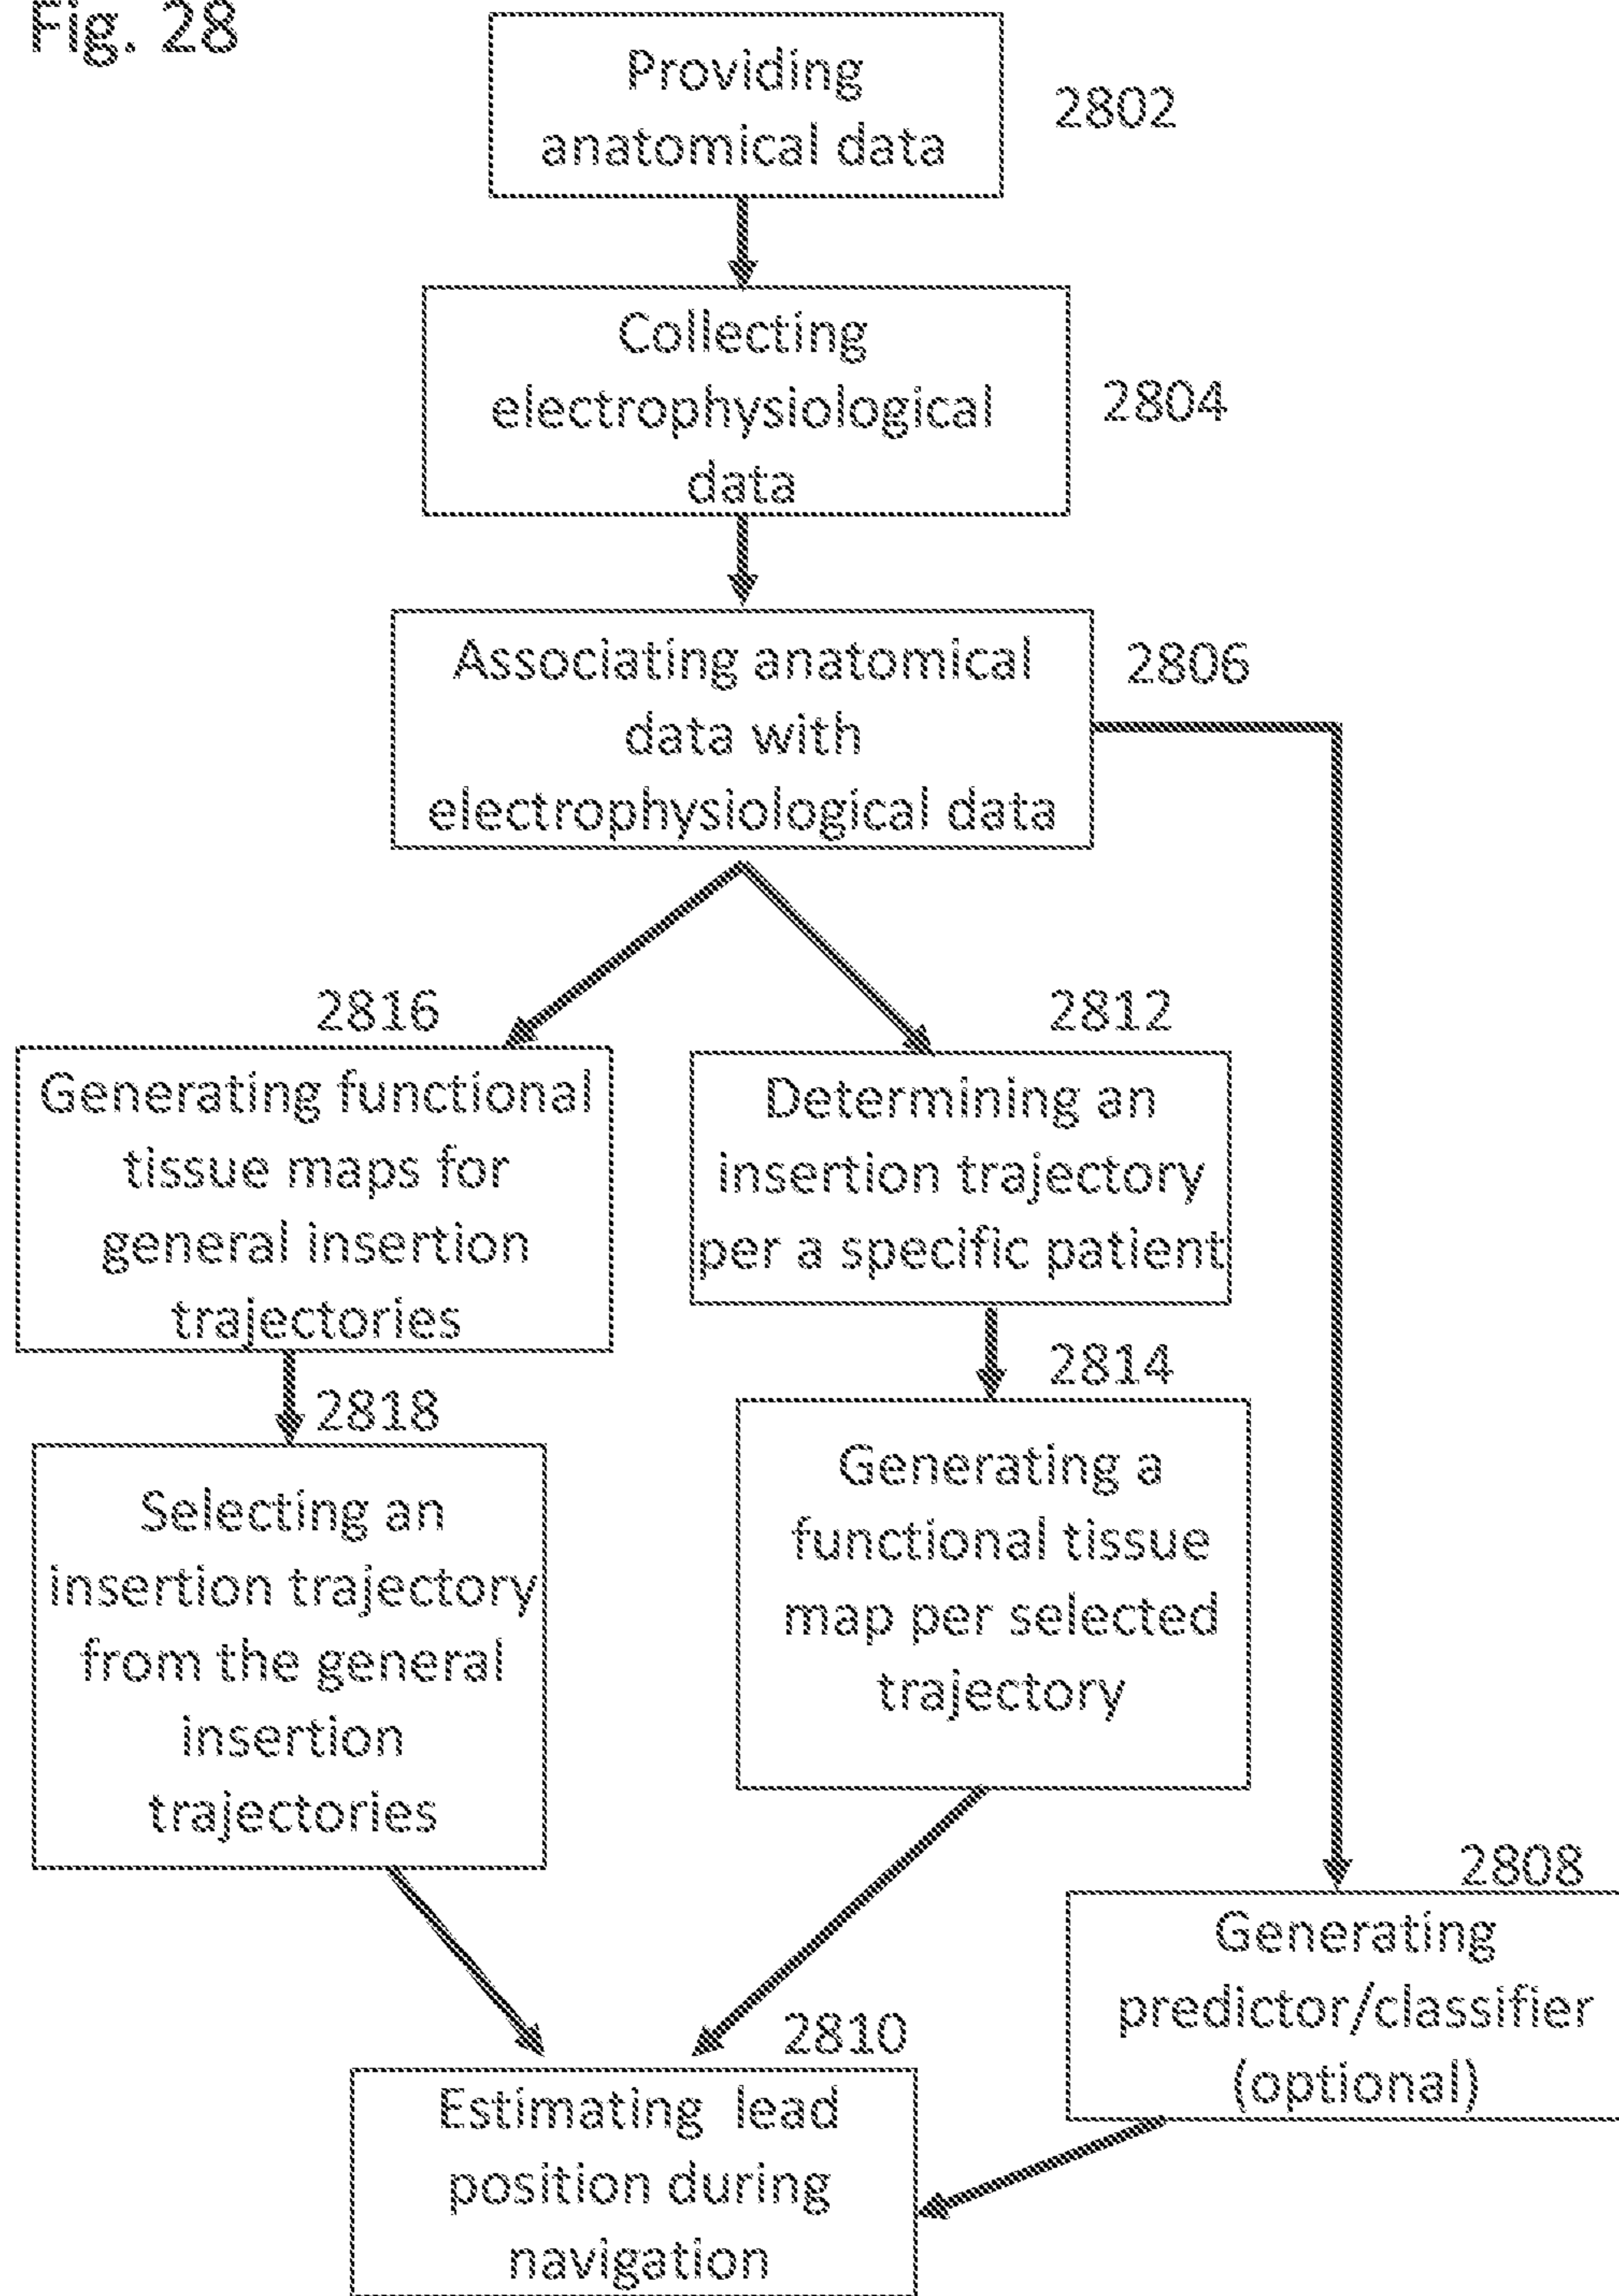 Fig. 28
Providing
anatomical data
2802
Collecting
electrophysiological
data
2804
Associating anatomical
data with
electrophysiological data
2806
2816
Generating functional
tissue maps for
general insertion
trajectories
2812
Determining an
insertion trajectory
per a specific patient
2818
Selecting an
insertion trajectory
from the general
insertion
trajectories
2814
Generating a
functional tissue
map per selected
trajectory
2808
Generating
predictor/classifier
(optional)
2810
Estimating lead
position during
navigation